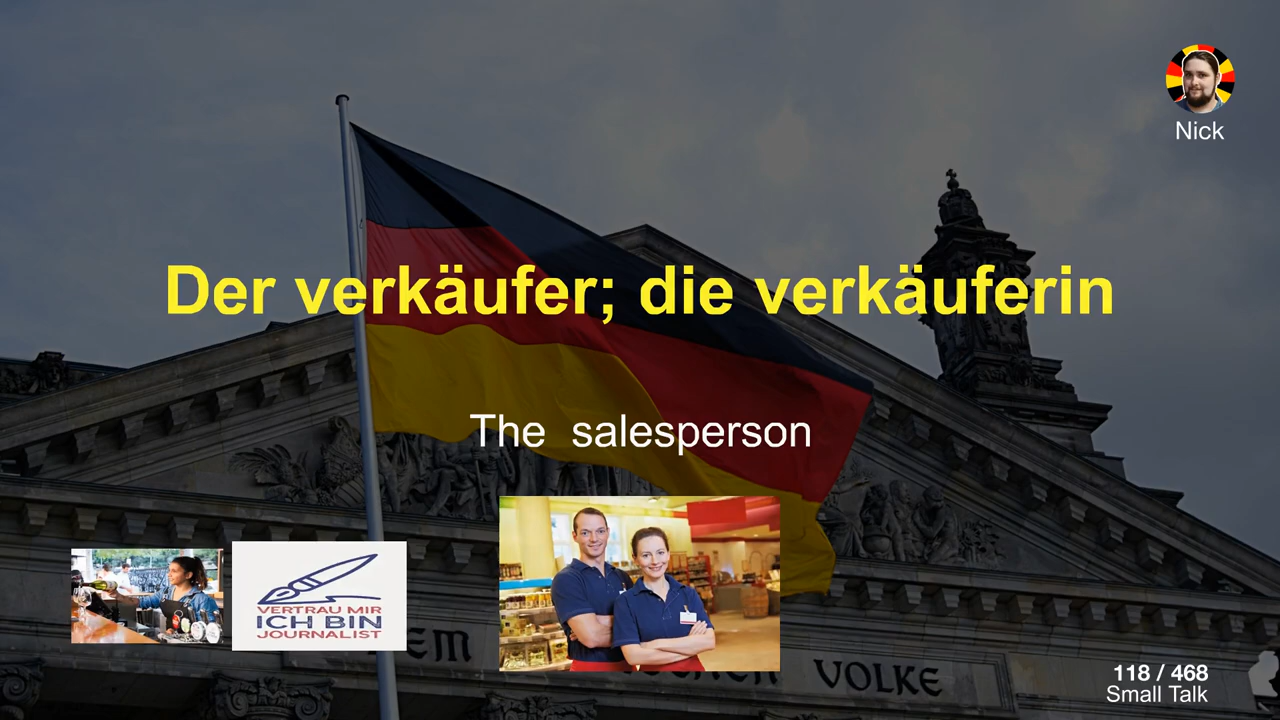 Nick
Der verkäufer; die verkäuferin
The salesperson
VERTRAU MIR
ICH BIN
JOURNALIST
EM
VOLKE
118 / 468
Small Talk